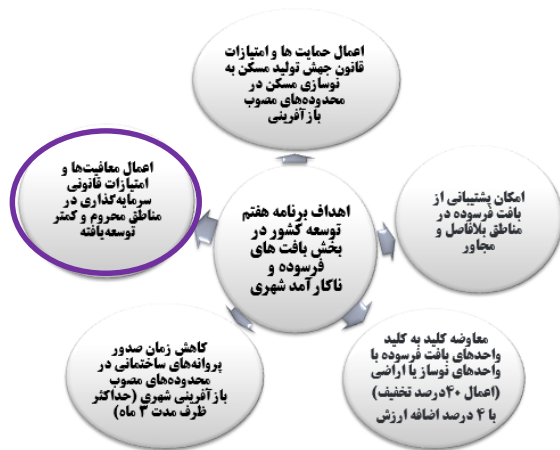 اعمال حمایت ها و امتیازات
قانون جهش تولید مسکن به
نوسازی مسکن در
محدوده‌های مصوب
بازآفرینی
اعمال معافیت‌ها و
امتیازات قانونی
سرمایه‌گذاری در
مناطق محروم و کمتر
توسعه‌یافته
اهداف برنامه هفتم
توسعه کشور در
بخش بافت های
فرسوده و
ناکارآمد شهری
امکان پشتیبانی از
بافت فرسوده در
مناطق بلافاصل و
مجاور
کاهش زمان صدور
پروانه‌های ساختمانی در
محدوده‌های مصوب
بازآفرینی شهری (حداکثر
ظرف مدت ۳ ماه)
معاوضه کلید به کلید
واحدهای بافت فرسوده با
واحدهای نوساز یا اراضی
(اعمال ۴۰درصد تخفیف)
با ۴ درصد اضافه ارزش